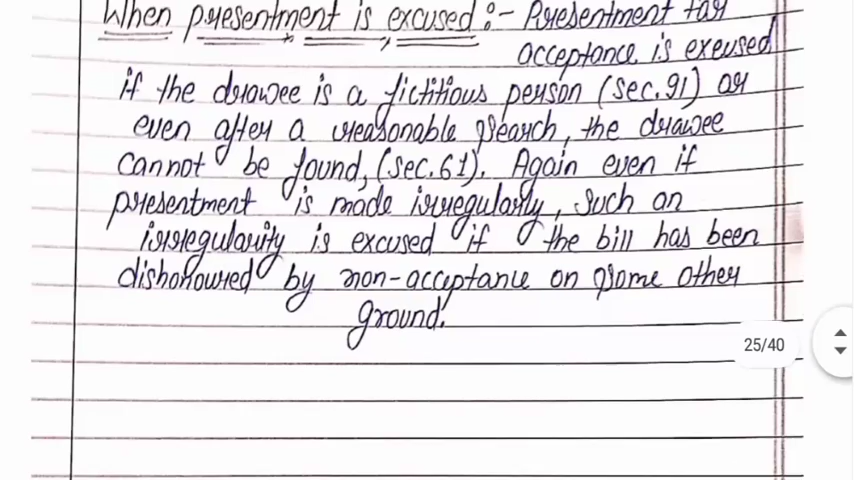 When presentment is excused :- Presentment for
acceptance is exeused
if the drawee is a fictitious person (sec.91) or
even after a reasonable search, the drawee
cannot be found, (sec.61). Again even if
presentment is made irregularly, such an
irregularity is excused if the bill has been
dishonoured by non-acceptance on some other
ground.
25/40